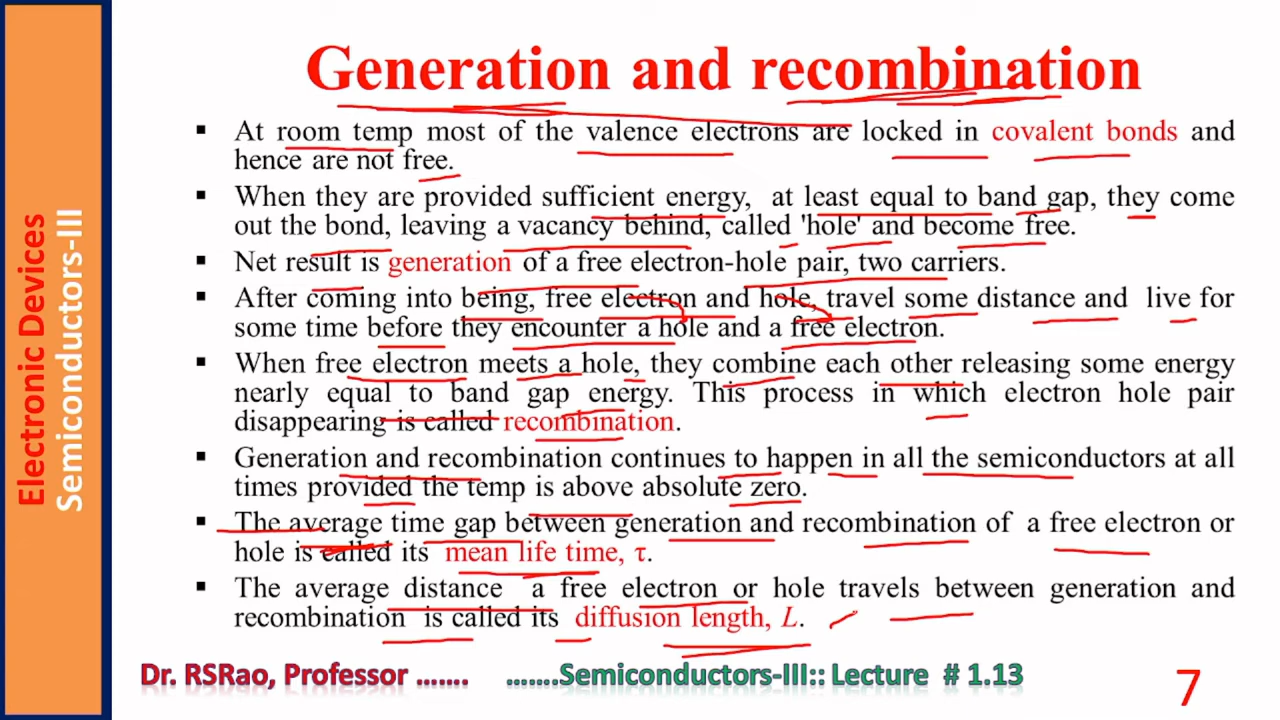 Electronic Devices
Semiconductors-III
Generation and recombination
▪ At room temp most of the valence electrons are locked in covalent bonds and
hence are not free.
▪ When they are provided sufficient energy, at least equal to band gap, they come
out the bond, leaving a vacancy behind, called 'hole' and become free.
▪ Net result is generation of a free electron-hole pair, two carriers.
▪ After coming into being, free electron and hole, travel some distance and live for
some time before they encounter a hole and a free electron.
▪ When free electron meets a hole, they combine each other releasing some energy
nearly equal to band gap energy. This process in which electron hole pair
disappearing is called recombination.
▪ Generation and recombination continues to happen in all the semiconductors at all
times provided the temp is above absolute zero.
▪ The average time gap between generation and recombination of a free electron or
hole is called its mean life time, τ.
▪ The average distance a free electron or hole travels between generation and
recombination is called its diffusion length, L.
Dr. RSRao, Professor ……. …….Semiconductors-III:: Lecture # 1.13
7